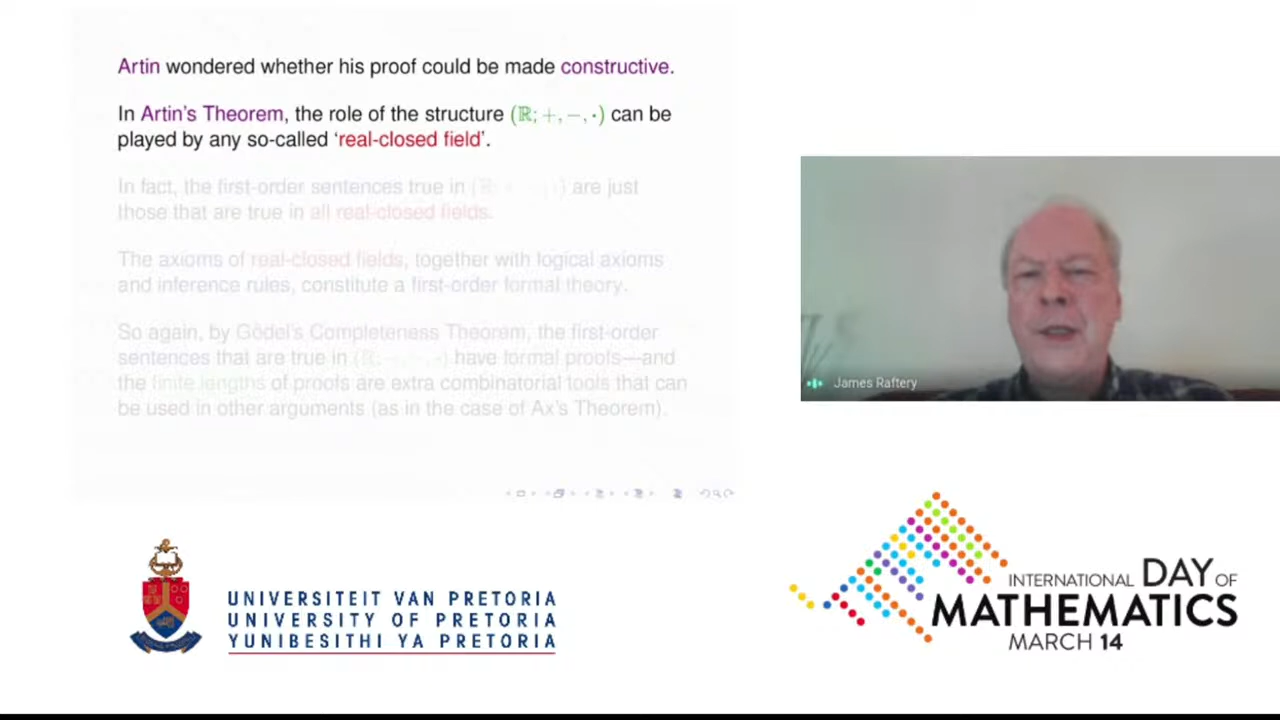 Artin wondered whether his proof could be made constructive.
In Artin's Theorem, the role of the structure (ℝ; +, −, ·) can be
played by any so-called 'real-closed field'.
In fact, the first-order sentences true in (ℝ; +, −, ·) are just
those that are true in all real-closed fields.
The axioms of real-closed fields, together with logical axioms
and inference rules, constitute a first-order formal theory.
So again, by Gödel's Completeness Theorem, the first-order
sentences that are true in (ℝ; +, −, ·) have formal proofs—and
the finite lengths of proofs are extra combinatorial tools that can
be used in other arguments (as in the case of Ax's Theorem).
James Raftery
UNIVERSITEIT VAN PRETORIA
UNIVERSITY OF PRETORIA
YUNIBESITHI YA PRETORIA
INTERNATIONAL DAY OF
MATHEMATICS
MARCH 14